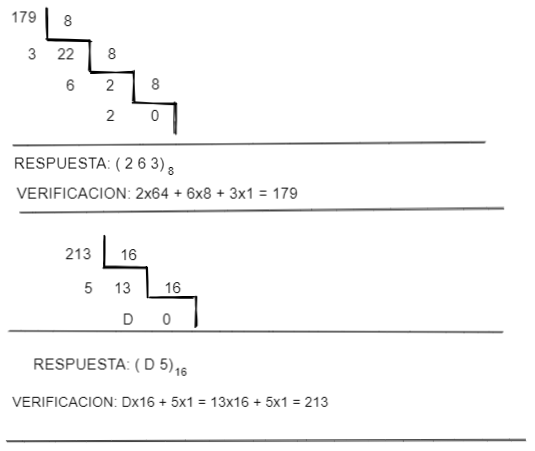 179 8
3 22 8
6 2 8
2 0
RESPUESTA: ( 2 6 3)8
VERIFICACION: 2x64 + 6x8 + 3x1 = 179
213 16
5 13 16
D 0
RESPUESTA: ( D 5)16
VERIFICACION: Dx16 + 5x1 = 13x16 + 5x1 = 213